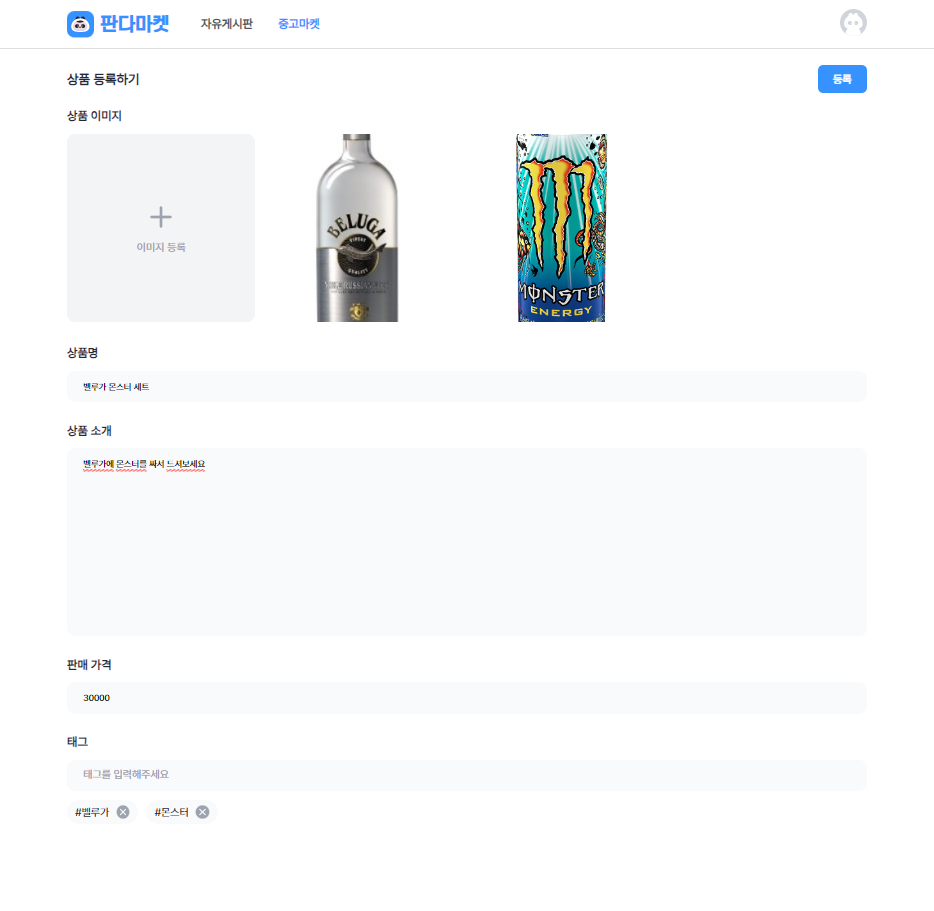 판다마켓 자유게시판 중고마켓
상품 등록하기
등록
상품 이미지
이미지 등록
BELUGA
MONSTER
ENERGY
상품명
벨루가 몬스터 세트
상품 소개
벨루가에 몬스터를 싸서 드셔보세요
판매 가격
30000
태그
태그를 입력해주세요
#벨루가 #몬스터